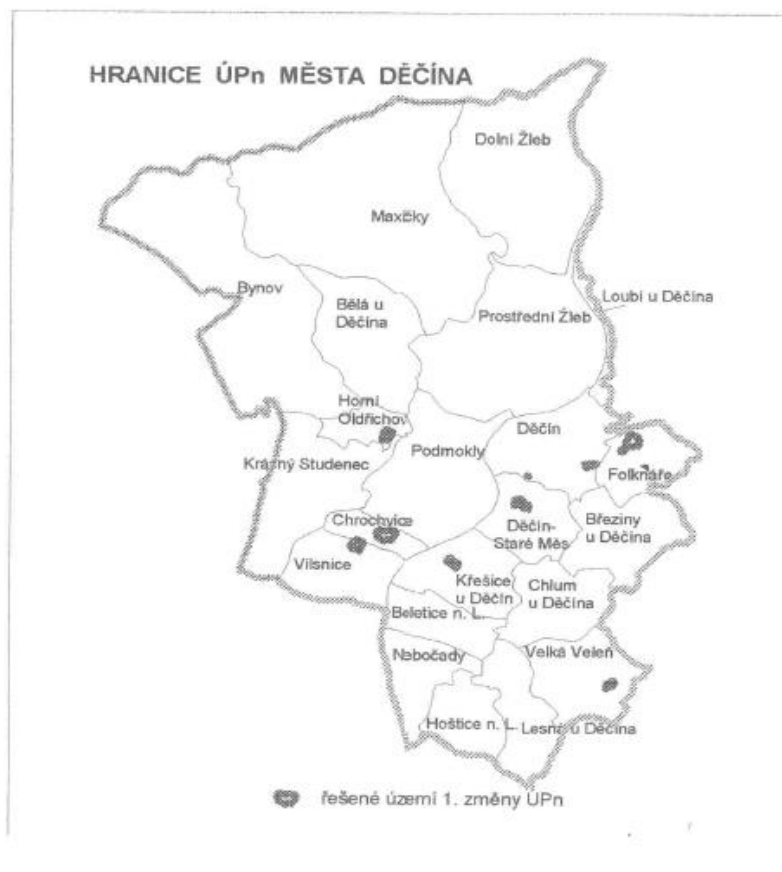 HRANICE ÚPn MĚSTA DĚČÍNA
Dolní Žleb
Maxičky
Bynov
Bělá u
Děčína
Prostřední Žleb
Loubí u Děčína
Horní
Oldřichov
Podmokly
Děčín
Krásný Studenec
Folknáře
Chrochvice
Děčín-
Staré Měs
Březiny
u Děčína
Vilsnice
Křešice
u Děčín
Chlum
u Děčína
Beletice n. L.
Nebočady
Velká Veleň
Hoštice n. L.
Lesná u Děčína
řešené území 1. změny ÚPn